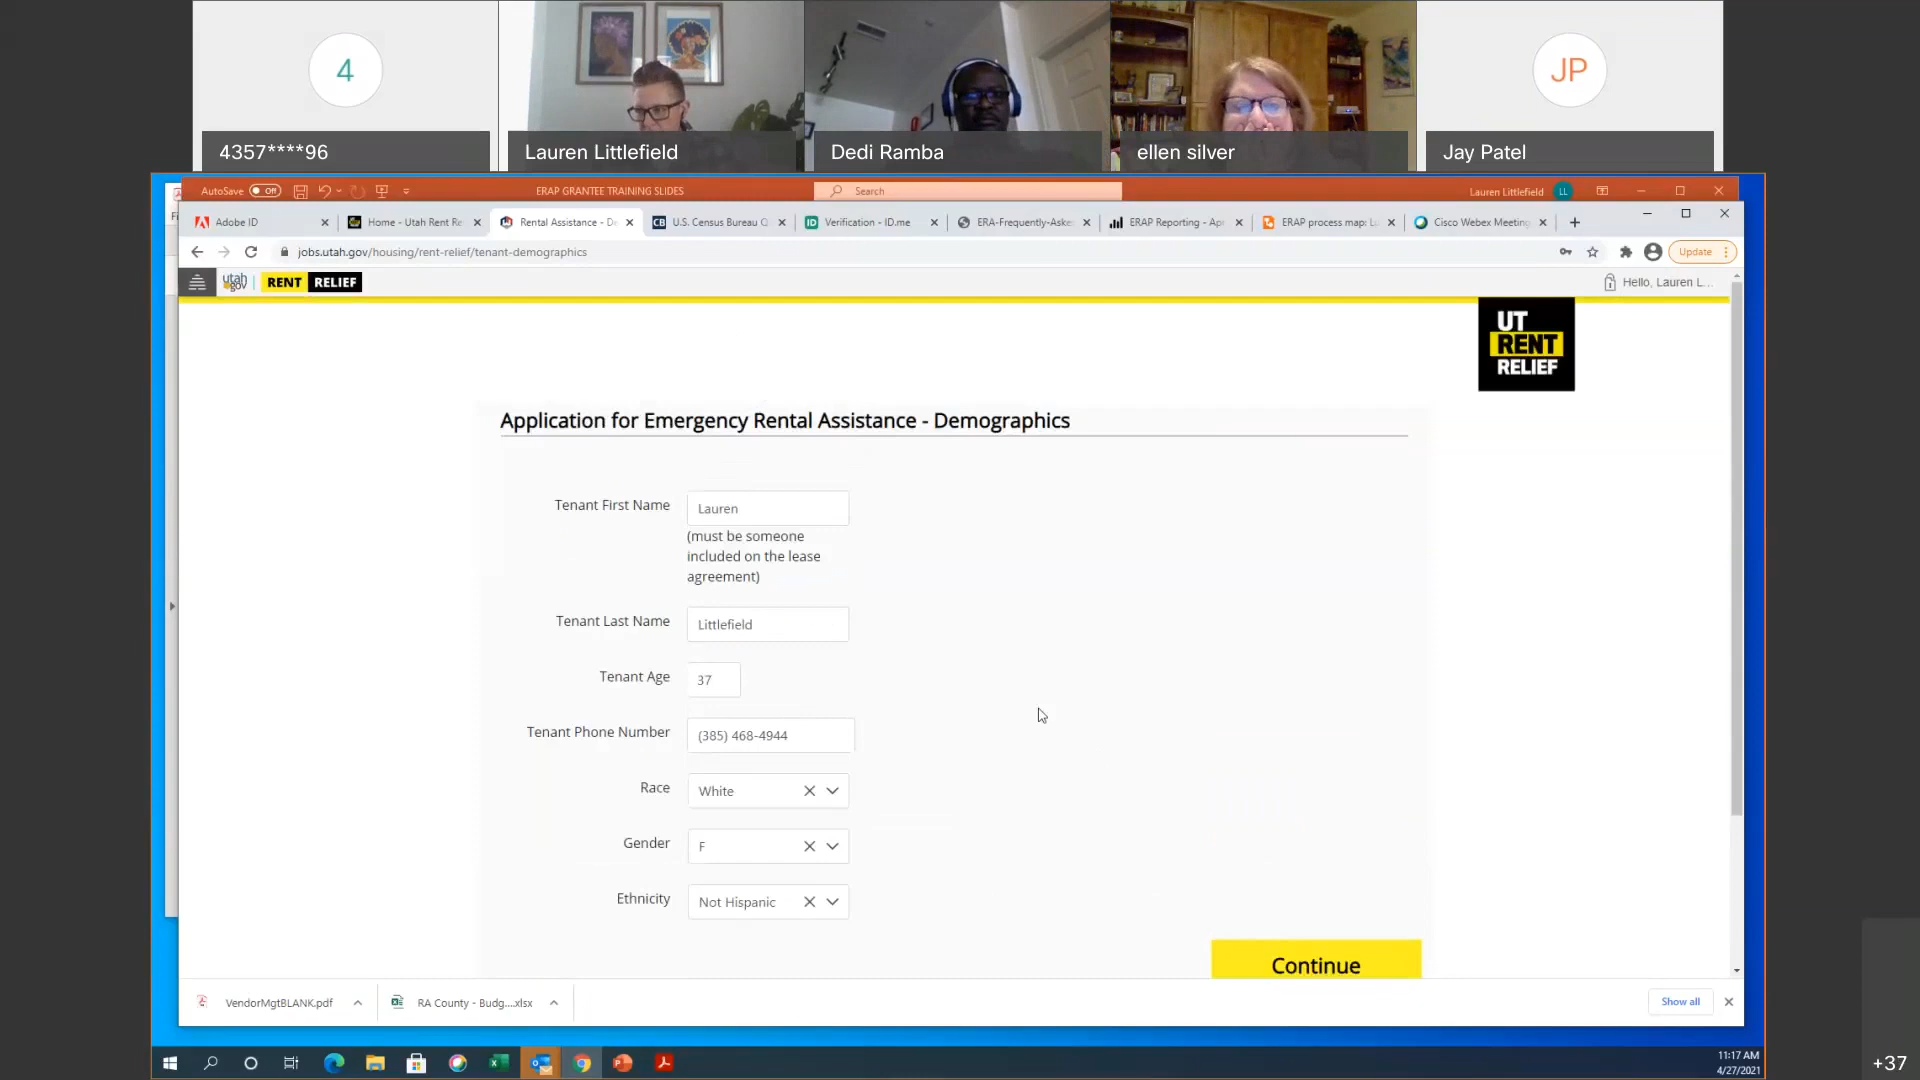 4
JP
4357****96
Lauren Littlefield
Dedi Ramba
ellen silver
Jay Patel
AutoSave Off
ERAP GRANTEE TRAINING SLIDES
Search
Lauren Littlefield LL
Adobe ID
Home - Utah Rent Re
Rental Assistance - D
CB U.S. Census Bureau Q
ID Verification - ID.me
ERA-Frequently-Aske
ERAP Reporting - Ap
ERAP process map: L
Cisco Webex Meeting
jobs.utah.gov/housing/rent-relief/tenant-demographics
Update
utah gov RENT RELIEF
Hello, Lauren L...
UT
RENT
RELIEF
Application for Emergency Rental Assistance - Demographics
Tenant First Name Lauren
(must be someone
included on the lease
agreement)
Tenant Last Name Littlefield
Tenant Age 37
Tenant Phone Number (385) 468-4944
Race White
Gender F
Ethnicity Not Hispanic
Continue
VendorMgtBLANK.pdf
RA County - Budg....xlsx
Show all
11:17 AM
4/27/2021
+37